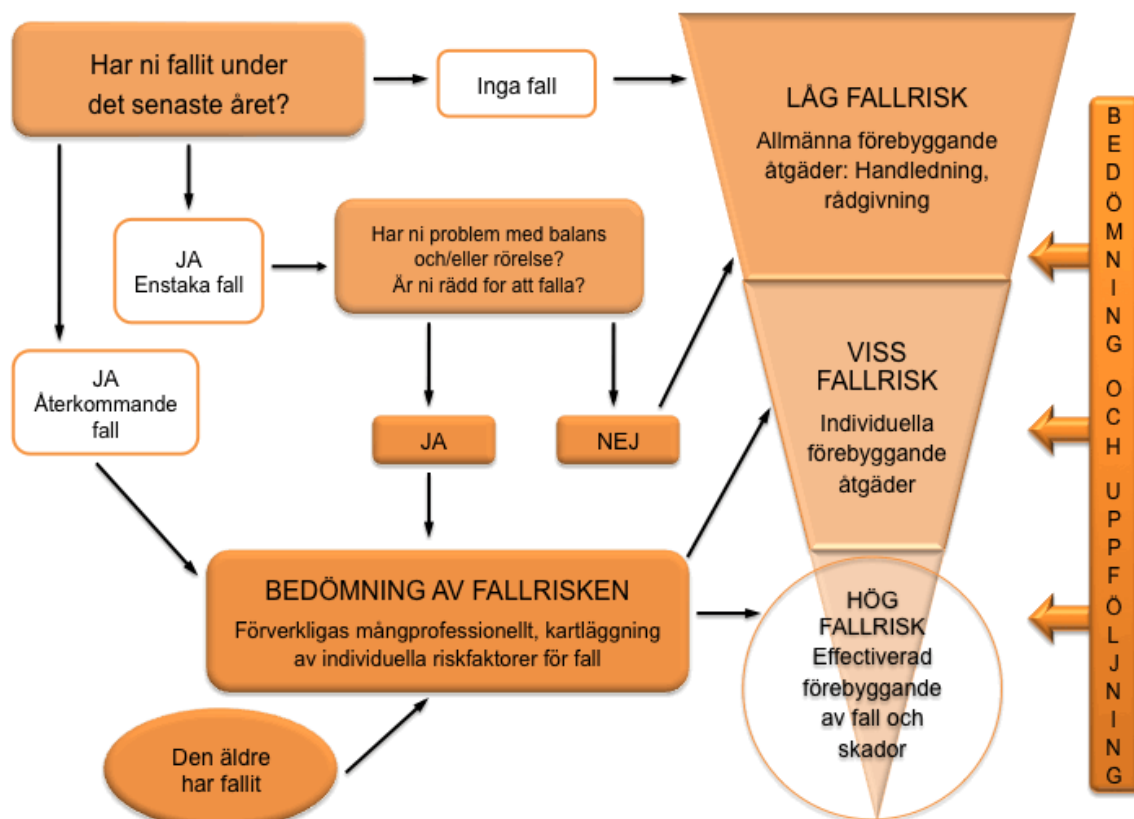 Har ni fallit under
det senaste året?
Inga fall
JA
Enstaka fall
Har ni problem med balans
och/eller rörelse?
Är ni rädd for att falla?
JA
Återkommande
fall
JA
NEJ
BEDÖMNING AV FALLRISKEN
Förverkligas mångprofessionellt, kartläggning
av individuella riskfaktorer för fall
Den äldre
har fallit
LÅG FALLRISK
Allmänna förebyggande
åtgäder: Handledning,
rådgivning
VISS
FALLRISK
Individuella
förebyggande
åtgäder
HÖG
FALLRISK
Effectiverad
förebyggande
av fall och
skador
BEDÖMNING OCH UPPFÖLJNING